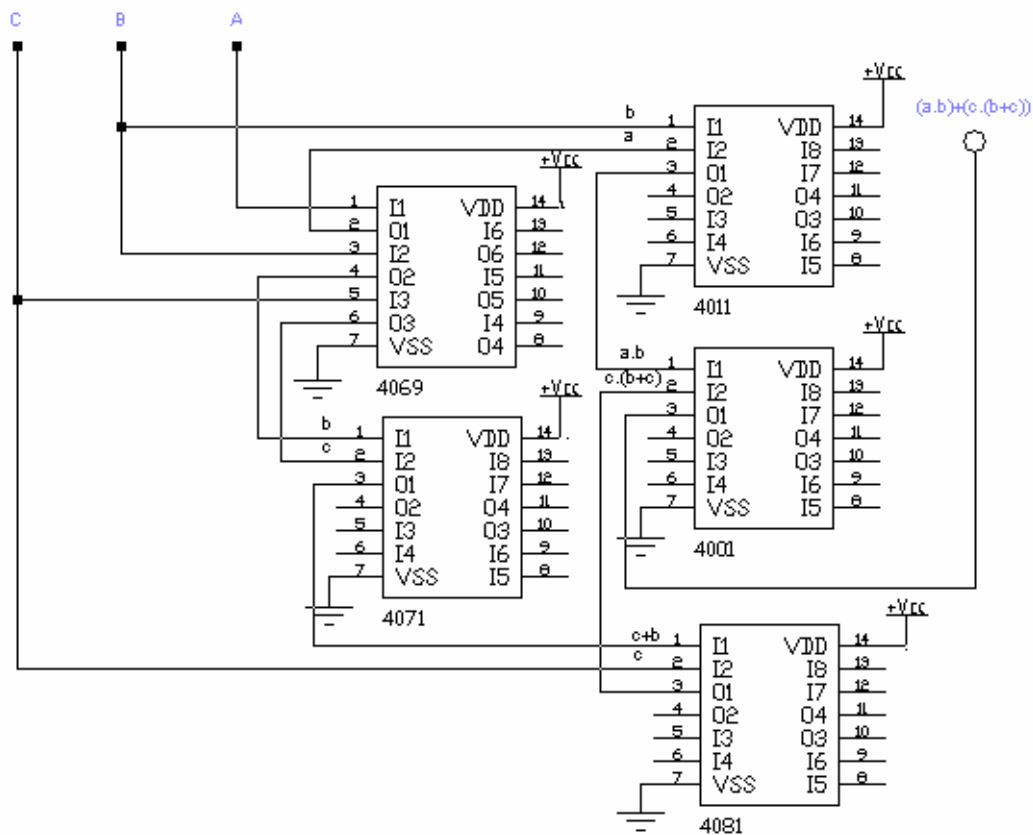 C B A
(a.b)+(c.(b+c))
+Vcc
b 1 I1 VDD 14
a 2 I2 I8 13
3 O1 I7 12
4 O2 O4 11
5 I3 O3 10
6 I4 I6 9
7 VSS I5 8
4011
+Vcc
1 I1 VDD 14
2 O1 I6 13
3 I2 O6 12
4 O2 I5 11
5 I3 O5 10
6 O3 I4 9
7 VSS O4 8
4069
+Vcc
a.b 1 I1 VDD 14
c.(b+c) 2 I2 I8 13
3 O1 I7 12
4 O2 O4 11
5 I3 O3 10
6 I4 I6 9
7 VSS I5 8
4001
+Vcc
b 1 I1 VDD 14
c 2 I2 I8 13
3 O1 I7 12
4 O2 O4 11
5 I3 O3 10
6 I4 I6 9
7 VSS I5 8
4071
+Vcc
c+b 1 I1 VDD 14
c 2 I2 I8 13
3 O1 I7 12
4 O2 O4 11
5 I3 O3 10
6 I4 I6 9
7 VSS I5 8
4081